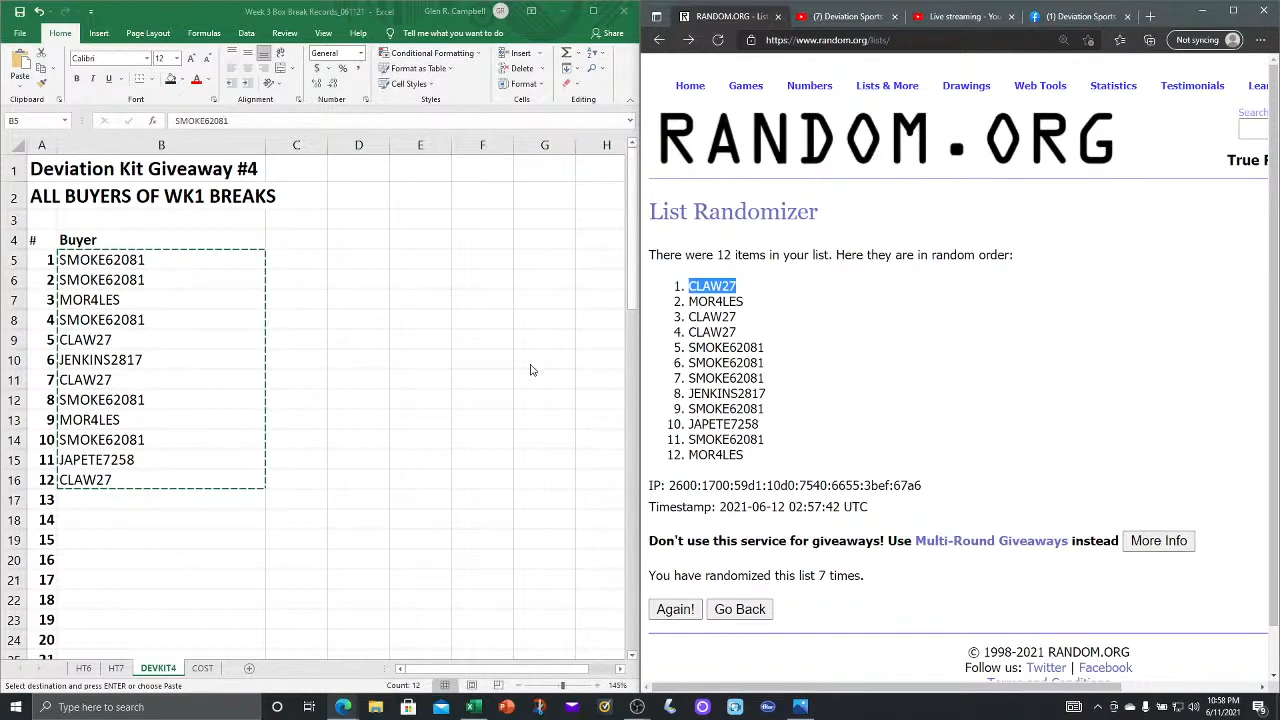 Week 3 Box Break Records_061121 - Excel
Glen R. Campbell
GR
File
Home
Insert
Page Layout
Formulas
Data
Review
View
Help
Tell me what you want to do
Share
Paste
Calibri
12
General
Conditional Formatting
Format as Table
Cell Styles
Insert
Delete
Format
B5
SMOKE62081
A B C D E F G H
1 Deviation Kit Giveaway #4
2 ALL BUYERS OF WK1 BREAKS
3
4 # Buyer
5 1 SMOKE62081
6 2 SMOKE62081
7 3 MOR4LES
8 4 SMOKE62081
9 5 CLAW27
10 6 JENKINS2817
11 7 CLAW27
12 8 SMOKE62081
13 9 MOR4LES
14 10 SMOKE62081
15 11 JAPETE7258
16 12 CLAW27
17 13
18 14
19 15
20 16
21 17
22 18
23 19
24 20
21
HT6
HT7
DEVKIT4
COST
Select destination and press ENTER or choose Paste
Count: 12
146%
RANDOM.ORG - List
(7) Deviation Sports
Live streaming - You
(7) Deviation Sports
https://www.random.org/lists/
Not syncing
Home
Games
Numbers
Lists & More
Drawings
Web Tools
Statistics
Testimonials
Lea
Search
RANDOM.ORG
True R
List Randomizer
There were 12 items in your list. Here they are in random order:
1. CLAW27
2. MOR4LES
3. CLAW27
4. CLAW27
5. SMOKE62081
6. SMOKE62081
7. SMOKE62081
8. JENKINS2817
9. SMOKE62081
10. JAPETE7258
11. SMOKE62081
12. MOR4LES
IP: 2600:1700:59d1:10d0:7540:6655:3bef:67a6
Timestamp: 2021-06-12 02:57:42 UTC
Don't use this service for giveaways! Use Multi-Round Giveaways instead
More Info
You have randomized this list 7 times.
Again!
Go Back
© 1998-2021 RANDOM.ORG
Follow us: Twitter | Facebook
Terms and Conditions
Type here to search
10:58 PM
6/11/2021